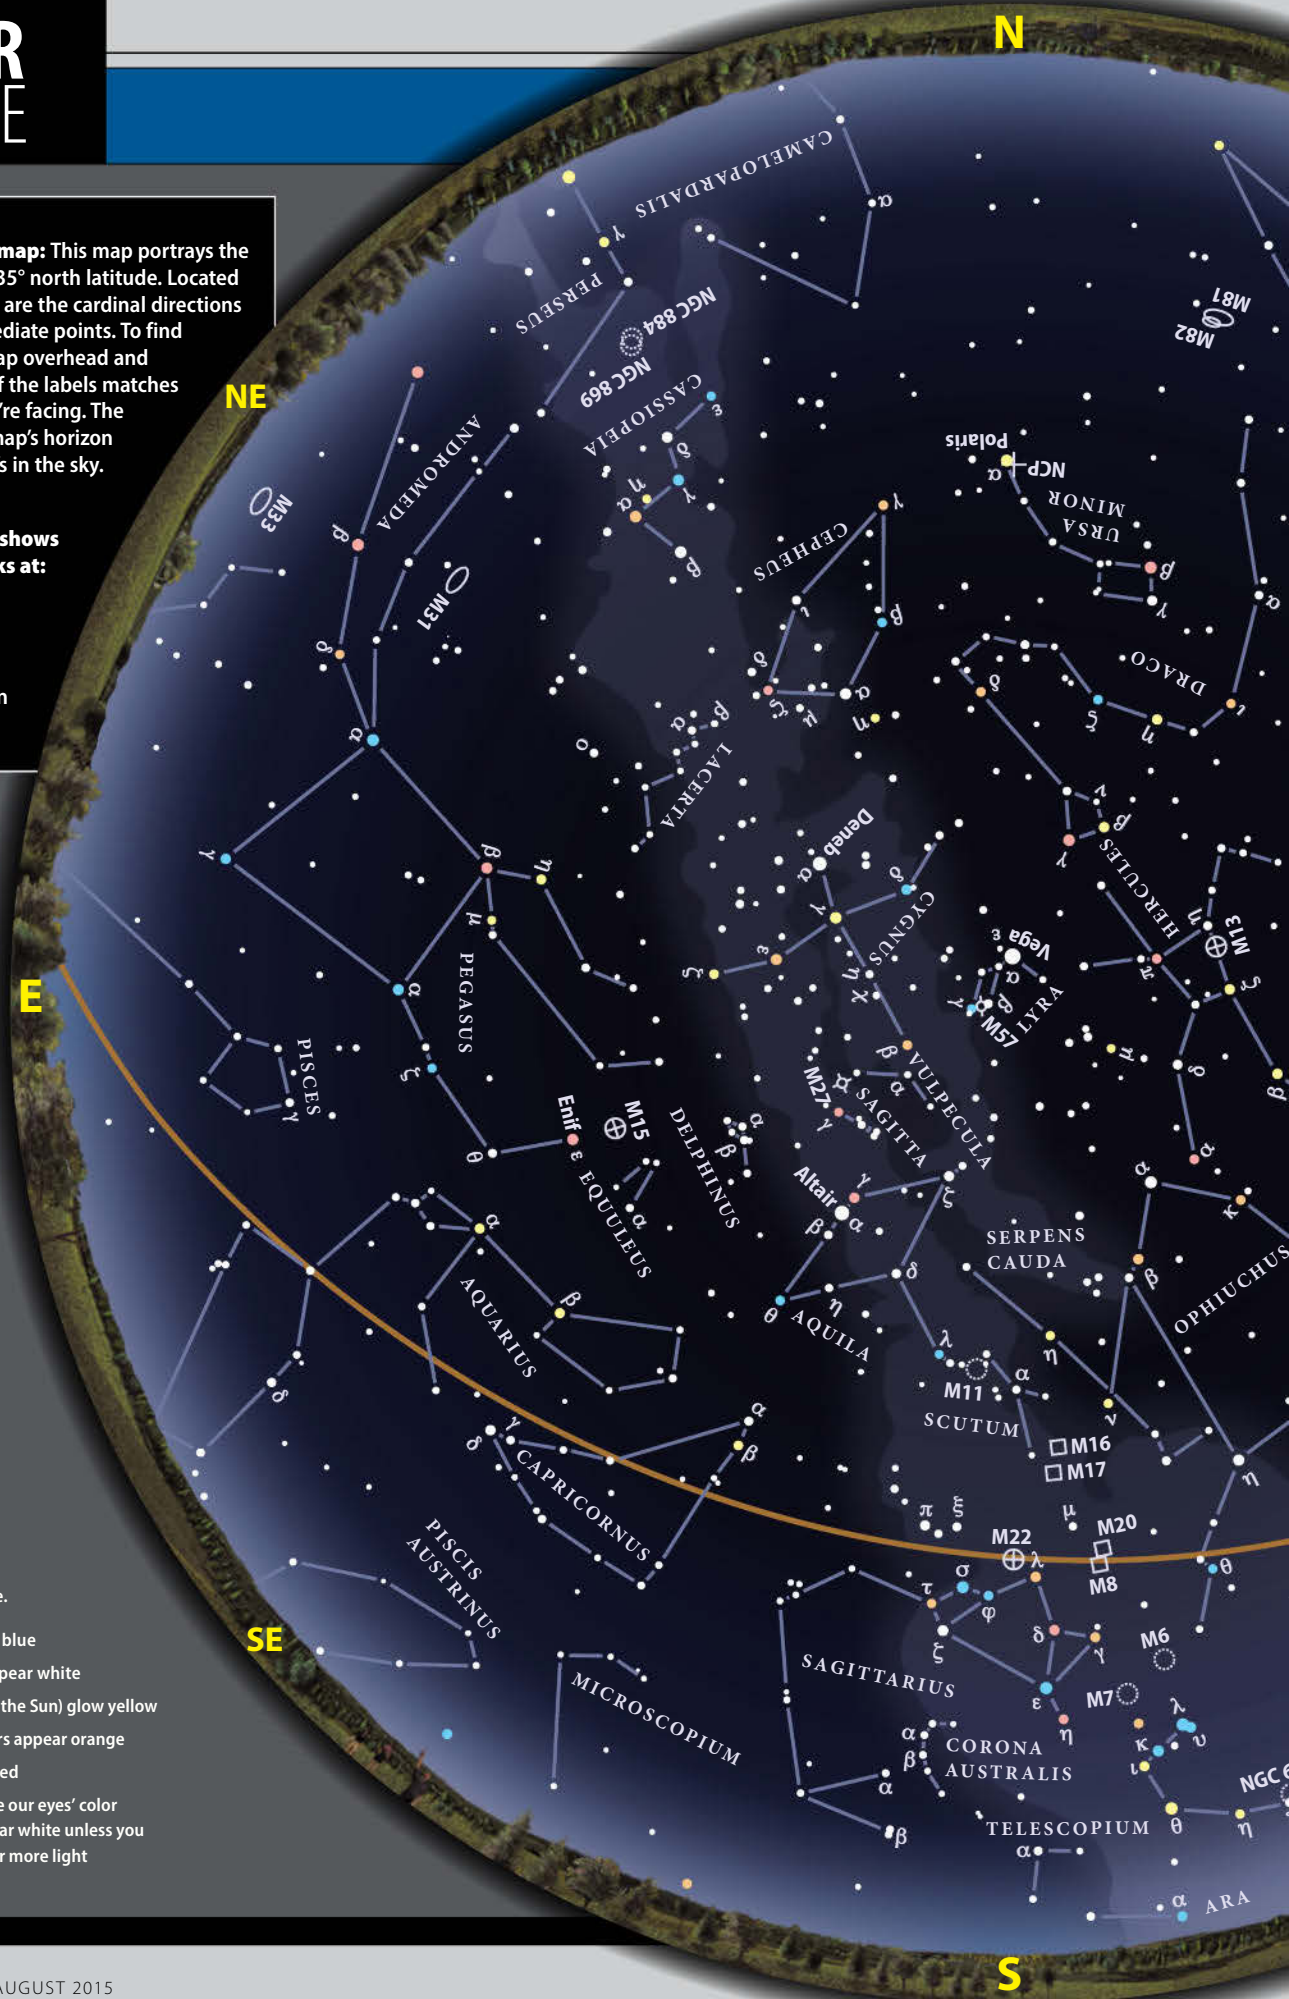 R
E
map: This map portrays the
35° north latitude. Located
are the cardinal directions
ediate points. To find
ap overhead and
f the labels matches
're facing. The
map's horizon
s in the sky.
shows
ks at:
n
N
NE
E
SE
S
CAMELOPARDALIS
α
γ
PERSEUS
NGC 884
NGC 869
M81
M82
CASSIOPEIA
ε
δ
γ
η
α
β
ANDROMEDA
M33
β
M31
δ
α
Polaris
α
NCP
URSA
MINOR
β
γ
CEPHEUS
γ
ι
β
δ
ζ
μ
α
η
DRACO
α
δ
ζ
η
ι
LACERTA
α
β
ο
Deneb
α
δ
γ
CYGNUS
ε
ζ
η
χ
β
HERCULES
ν
β
γ
η
M13
π
ζ
μ
δ
β
α
Vega
ε
α
γ
β
M57
LYRA
γ
β
η
μ
PEGASUS
α
ζ
θ
Enif
ε
M15
PISCES
γ
EQUULEUS
α
DELPHINUS
α
β
M27
VULPECULA
α
SAGITTA
γ
Altair
γ
α
β
ζ
δ
θ
η
AQUILA
λ
SERPENS
CAUDA
η
ν
α
κ
β
OPHIUCHUS
η
θ
M11
α
SCUTUM
M16
M17
AQUARIUS
α
β
δ
CAPRICORNUS
γ
δ
α
β
PISCIS
AUSTRINUS
MICROSCOPIUM
π
ξ
μ
M20
M22
λ
M8
σ
τ
φ
ζ
δ
γ
ε
η
SAGITTARIUS
α
β
M6
M7
λ
υ
κ
ι
θ
η
NGC 6
CORONA
AUSTRALIS
α
β
TELESCOPIUM
α
α
ARA
e.
blue
pear white
the Sun) glow yellow
rs appear orange
ed
e our eyes' color
ar white unless you
r more light
AUGUST 2015